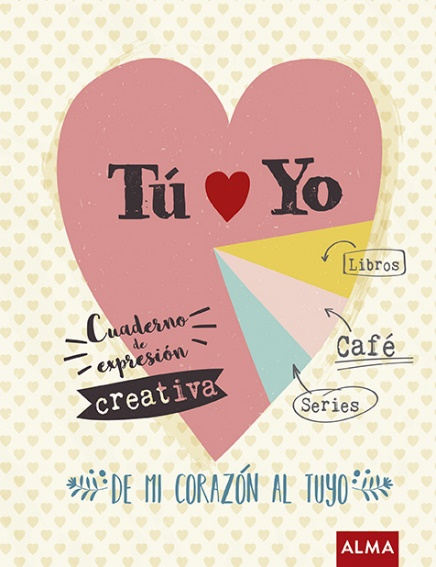 Tú Yo
Libros
Café
Series
Cuaderno
de
expresión
creativa
DE MI CORAZÓN AL TUYO
ALMA